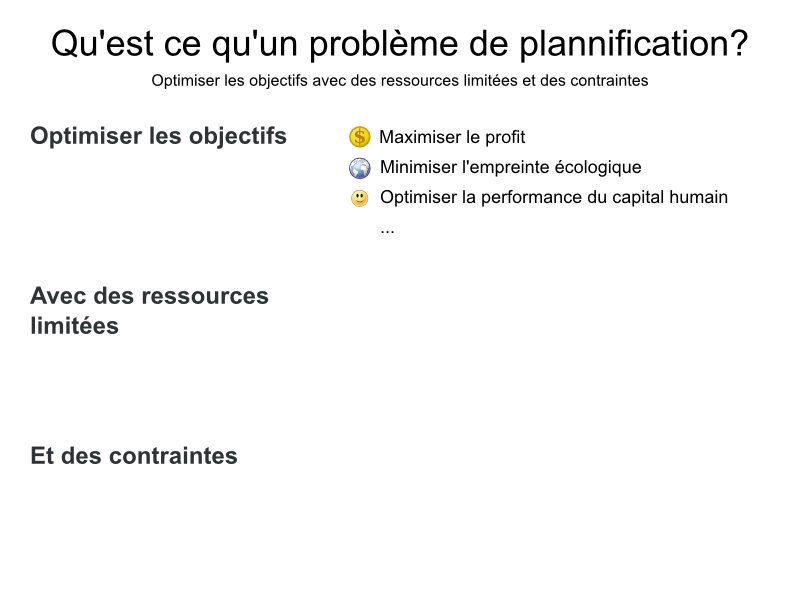 Qu'est ce qu'un problème de plannification?
Optimiser les objectifs avec des ressources limitées et des contraintes
Optimiser les objectifs
Maximiser le profit
Minimiser l'empreinte écologique
Optimiser la performance du capital humain
...
Avec des ressources
limitées
Et des contraintes